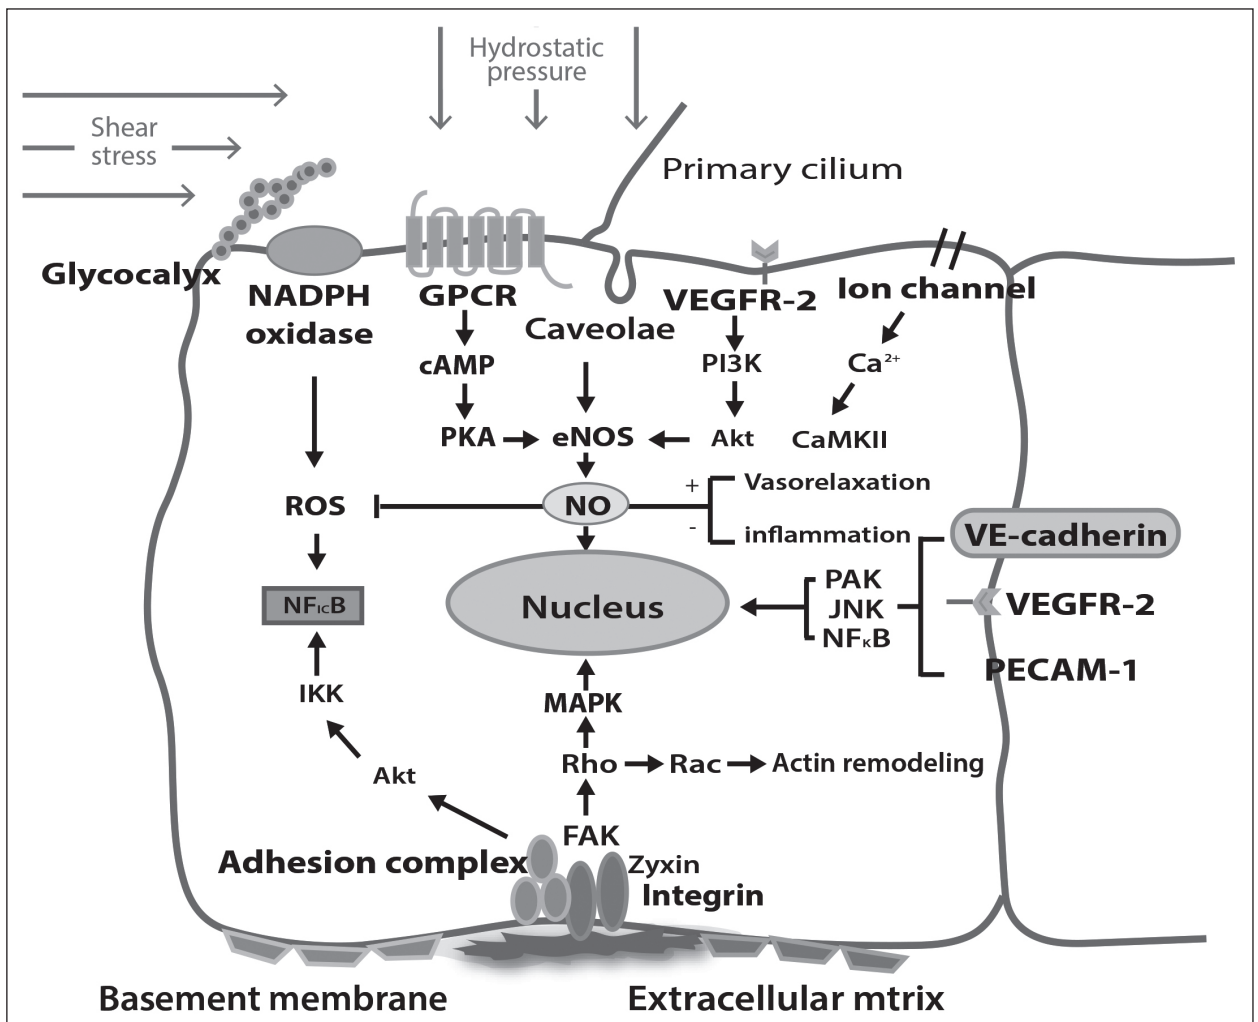 Hydrostatic
pressure
Shear
stress
Primary cilium
Glycocalyx
NADPH
oxidase
GPCR
Caveolae
VEGFR-2
Ion channel
cAMP
PI3K
Ca2+
PKA
eNOS
Akt
CaMKII
ROS
NO
+
Vasorelaxation
-
inflammation
VE-cadherin
NFICB
Nucleus
PAK
JNK
NFκB
VEGFR-2
PECAM-1
IKK
MAPK
Akt
Rho
Rac
Actin remodeling
FAK
Adhesion complex
Zyxin
Integrin
Basement membrane
Extracellular mtrix